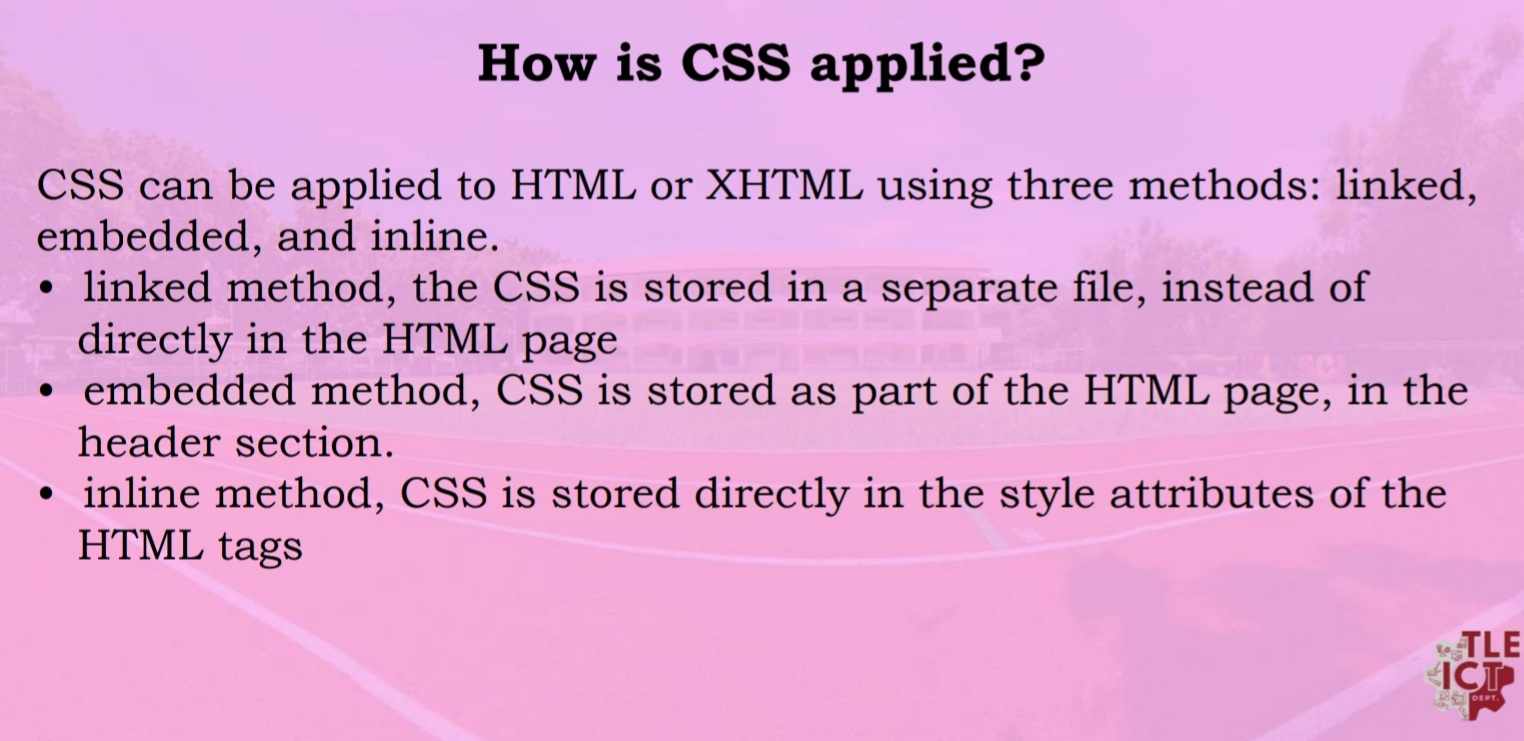 How is CSS applied?
CSS can be applied to HTML or XHTML using three methods: linked,
embedded, and inline.
• linked method, the CSS is stored in a separate file, instead of
directly in the HTML page
• embedded method, CSS is stored as part of the HTML page, in the
header section.
• inline method, CSS is stored directly in the style attributes of the
HTML tags
TLE
ICT
DEPT.